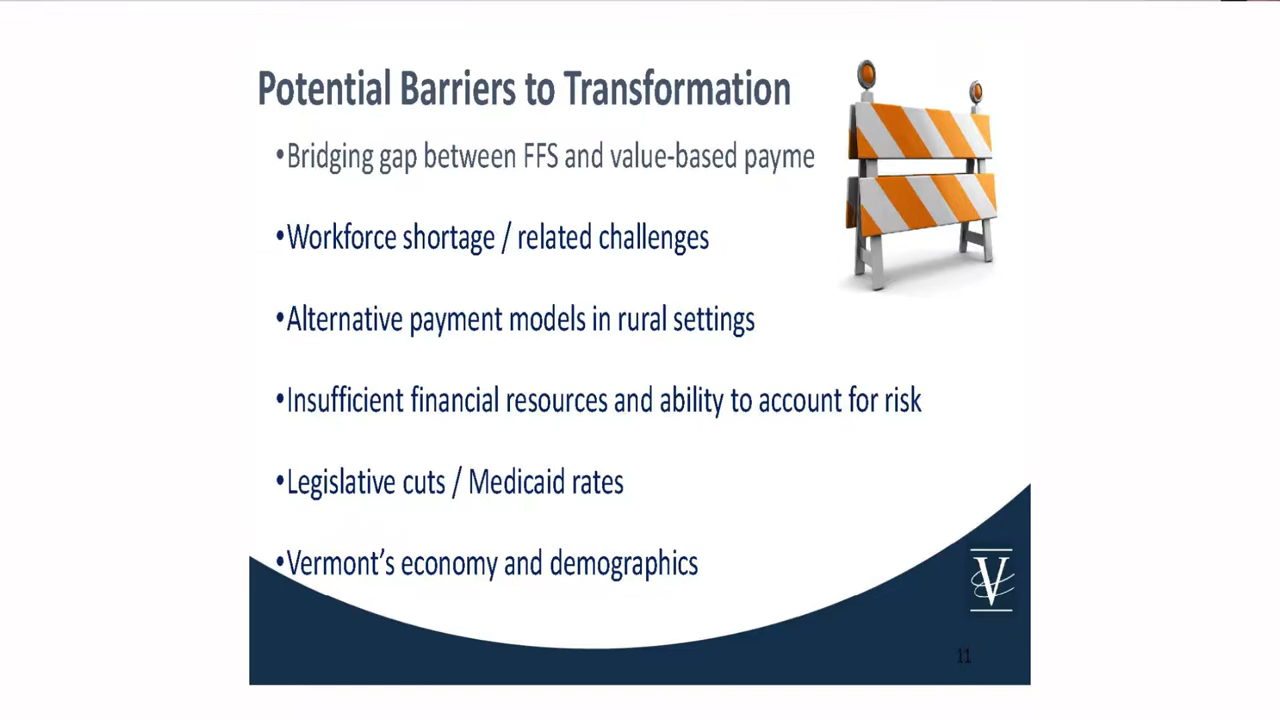 Potential Barriers to Transformation
•Bridging gap between FFS and value-based payme
•Workforce shortage / related challenges
•Alternative payment models in rural settings
•Insufficient financial resources and ability to account for risk
•Legislative cuts / Medicaid rates
•Vermont’s economy and demographics
V
11